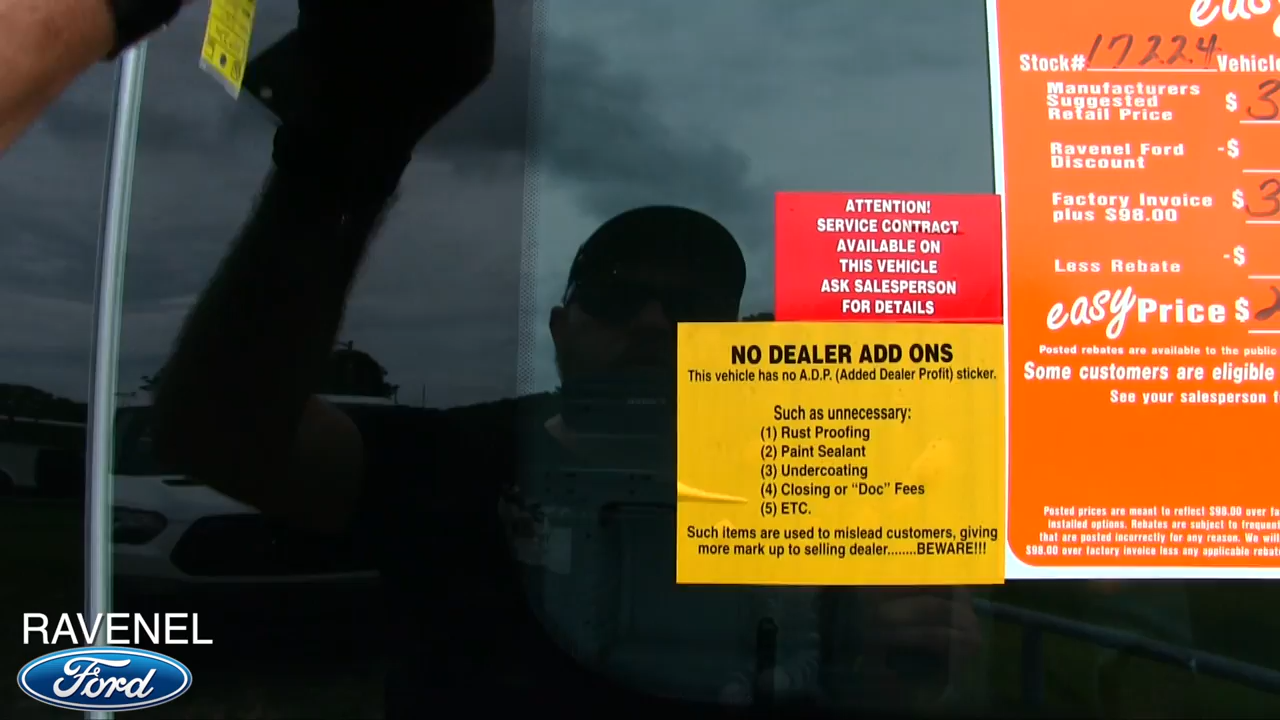 easy
Stock# 17224 Vehicle
Manufacturers
Suggested
Retail Price
$ 3
Ravenel Ford
Discount
-$
Factory Invoice
plus $98.00
$ 3
Less Rebate
-$
easy Price $
Posted rebates are available to the public
Some customers are eligible
See your salesperson
Posted prices are meant to reflect $98.00 over
installed options. Rebates are subject to
that are posted incorrectly for any reason. We will
$98.00 over factory invoice less any applicable
ATTENTION!
SERVICE CONTRACT
AVAILABLE ON
THIS VEHICLE
ASK SALESPERSON
FOR DETAILS
NO DEALER ADD ONS
This vehicle has no A.D.P. (Added Dealer Profit) sticker.
Such as unnecessary:
(1) Rust Proofing
(2) Paint Sealant
(3) Undercoating
(4) Closing or “Doc” Fees
(5) ETC.
Such items are used to mislead customers, giving
more mark up to selling dealer........BEWARE!!!
RAVENEL
Ford